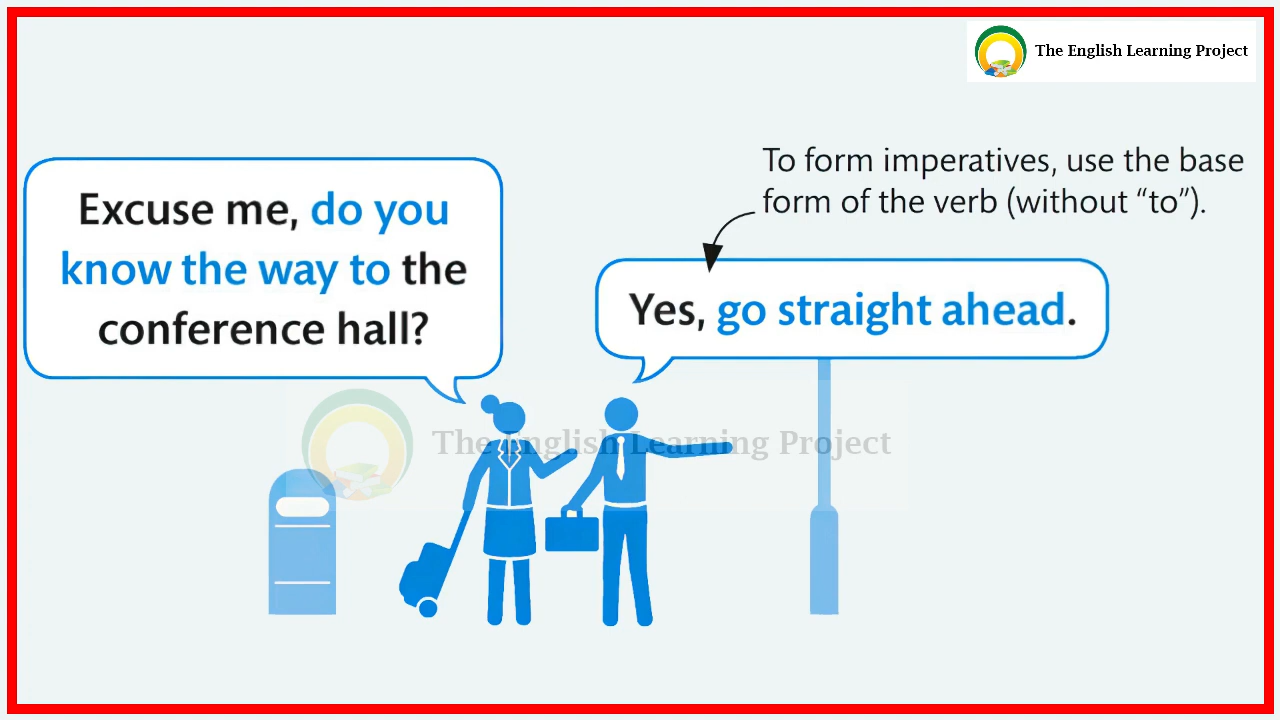 The English Learning Project
To form imperatives, use the base
form of the verb (without “to”).
Excuse me, do you
know the way to the
conference hall?
Yes, go straight ahead.
The English Learning Project